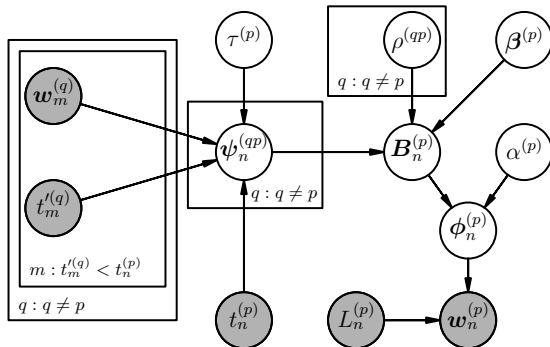 τ^(p)
ρ^(qp)
q : q ≠ p
β^(p)
w_m^(q)
ψ_n^(qp)
q : q ≠ p
B_n^(p)
α^(p)
t′_m^(q)
ϕ_n^(p)
m : t′_m^(q) < t_n^(p)
q : q ≠ p
t_n^(p)
L_n^(p)
w_n^(p)